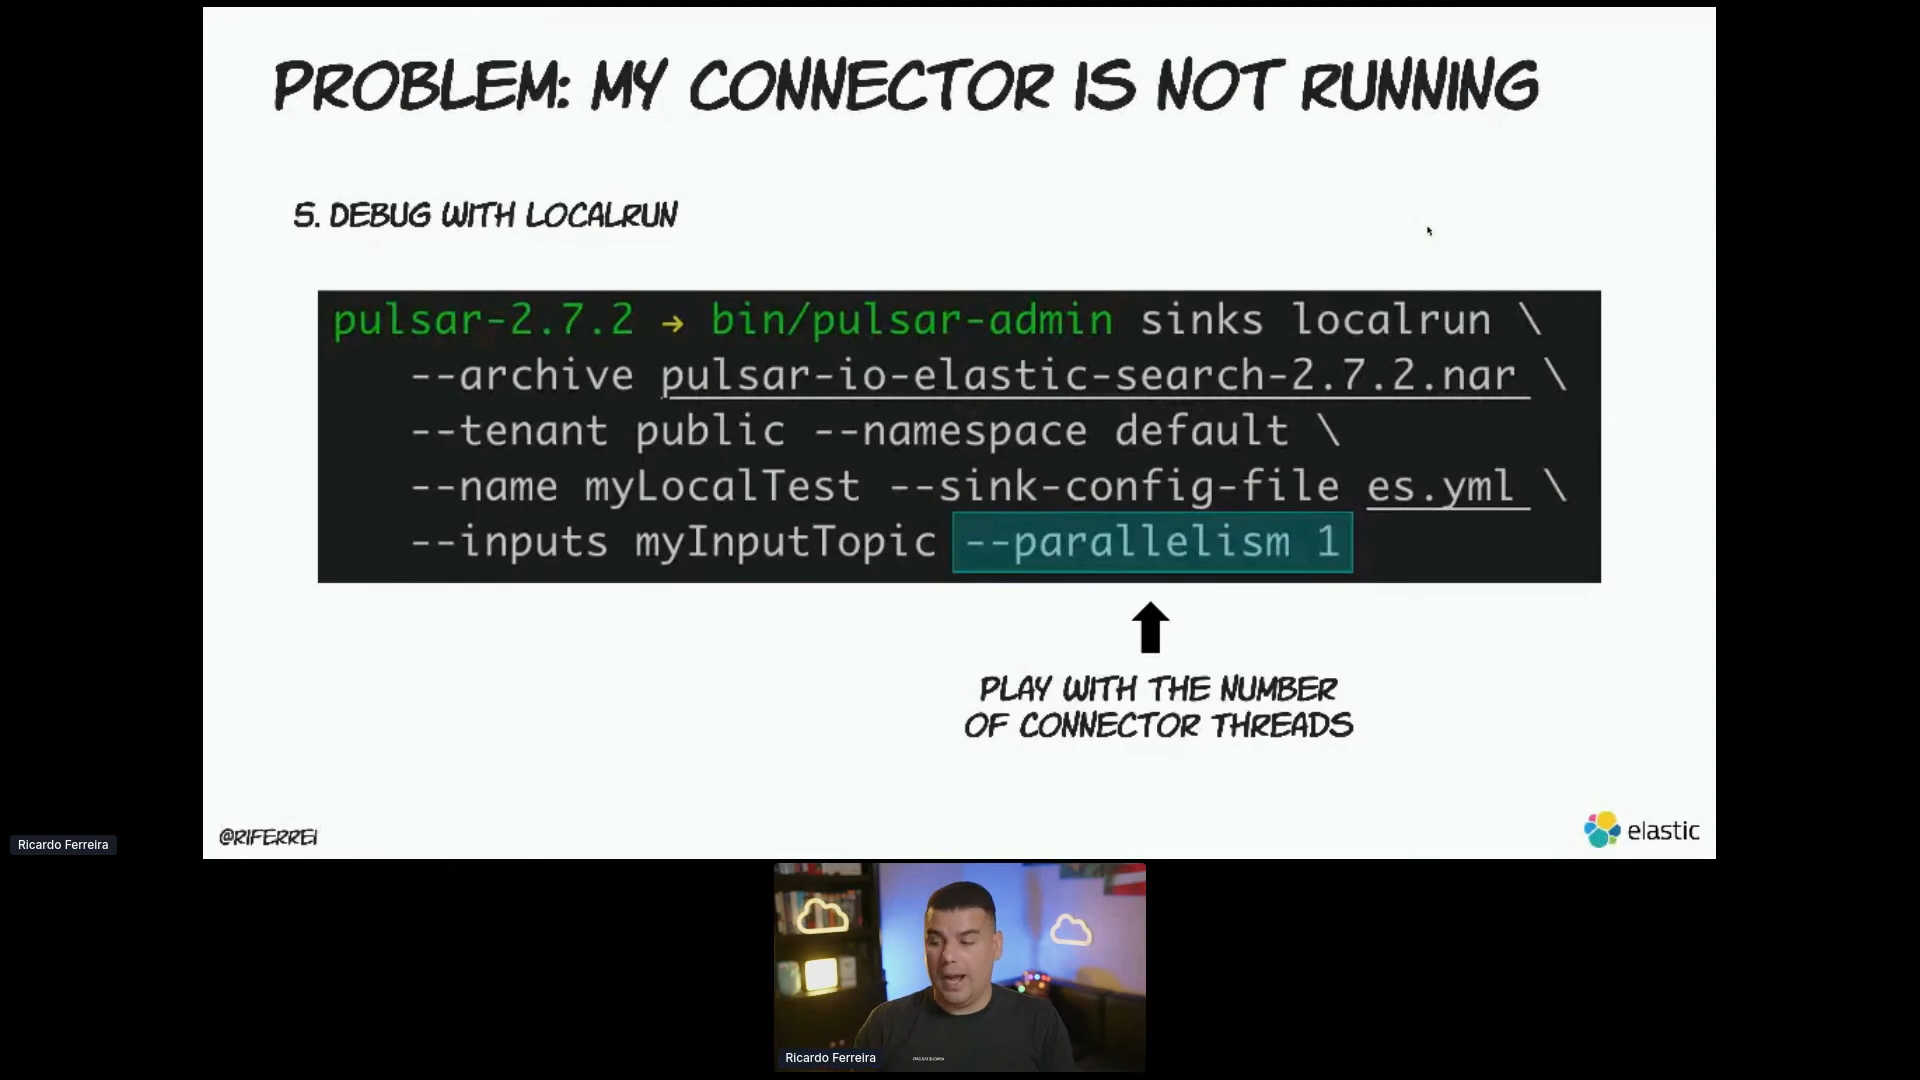 PROBLEM: MY CONNECTOR IS NOT RUNNING
5. DEBUG WITH LOCALRUN
pulsar-2.7.2 → bin/pulsar-admin sinks localrun \
--archive pulsar-io-elastic-search-2.7.2.nar \
--tenant public --namespace default \
--name myLocalTest --sink-config-file es.yml \
--inputs myInputTopic --parallelism 1
PLAY WITH THE NUMBER
OF CONNECTOR THREADS
@RIFERREI
elastic
Ricardo Ferreira
Ricardo Ferreira